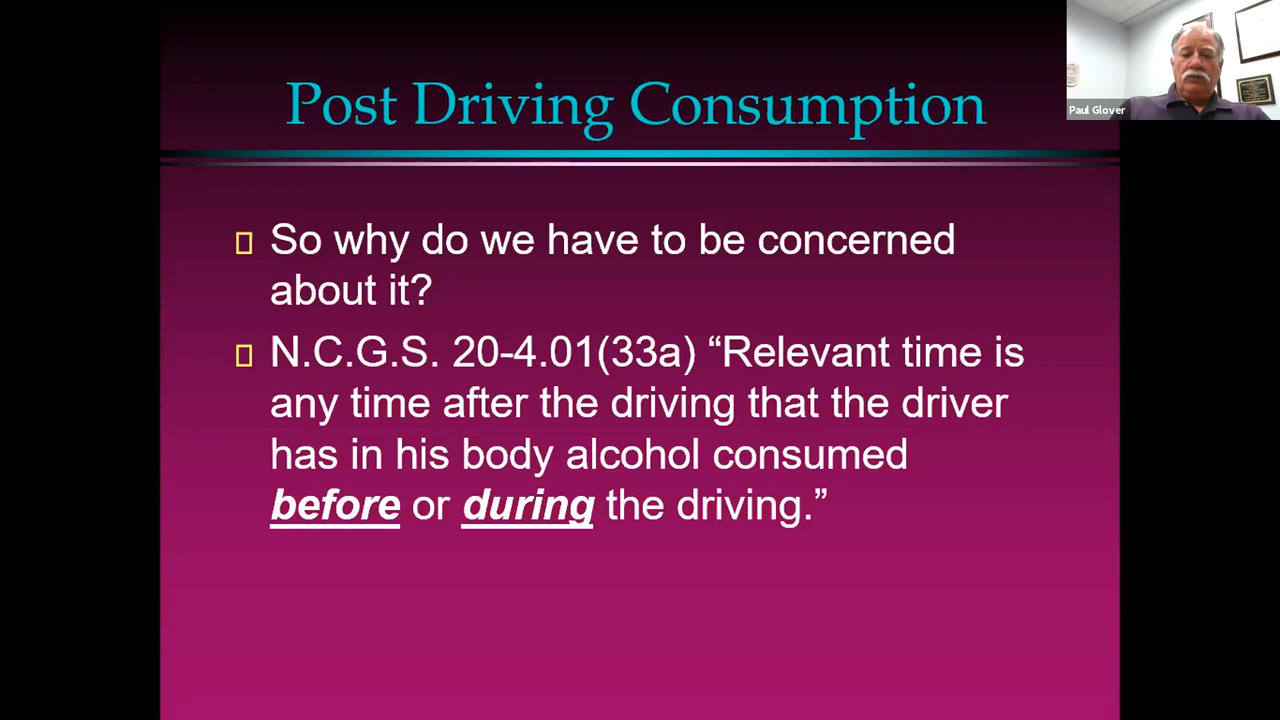 Post Driving Consumption
Paul Glover
So why do we have to be concerned
about it?
N.C.G.S. 20-4.01(33a) “Relevant time is
any time after the driving that the driver
has in his body alcohol consumed
before or during the driving.”